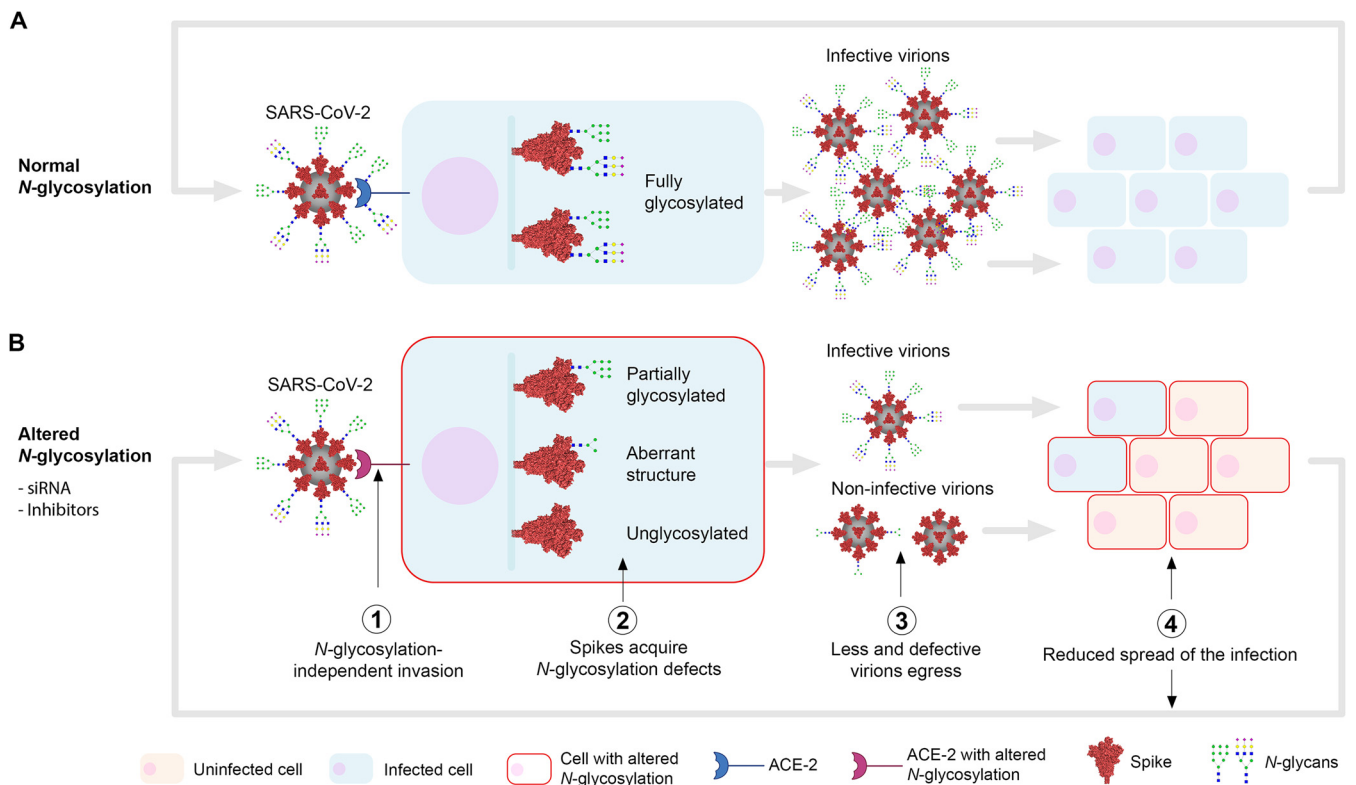 A
Normal
N-glycosylation
SARS-CoV-2
Fully
glycosylated
Infective virions
B
Altered
N-glycosylation
- siRNA
- Inhibitors
SARS-CoV-2
Partially
glycosylated
Aberrant
structure
Unglycosylated
Infective virions
Non-infective virions
1
N-glycosylation-
independent invasion
2
Spikes acquire
N-glycosylation defects
3
Less and defective
virions egress
4
Reduced spread of the infection
Uninfected cell
Infected cell
Cell with altered
N-glycosylation
ACE-2
ACE-2 with altered
N-glycosylation
Spike
N-glycans